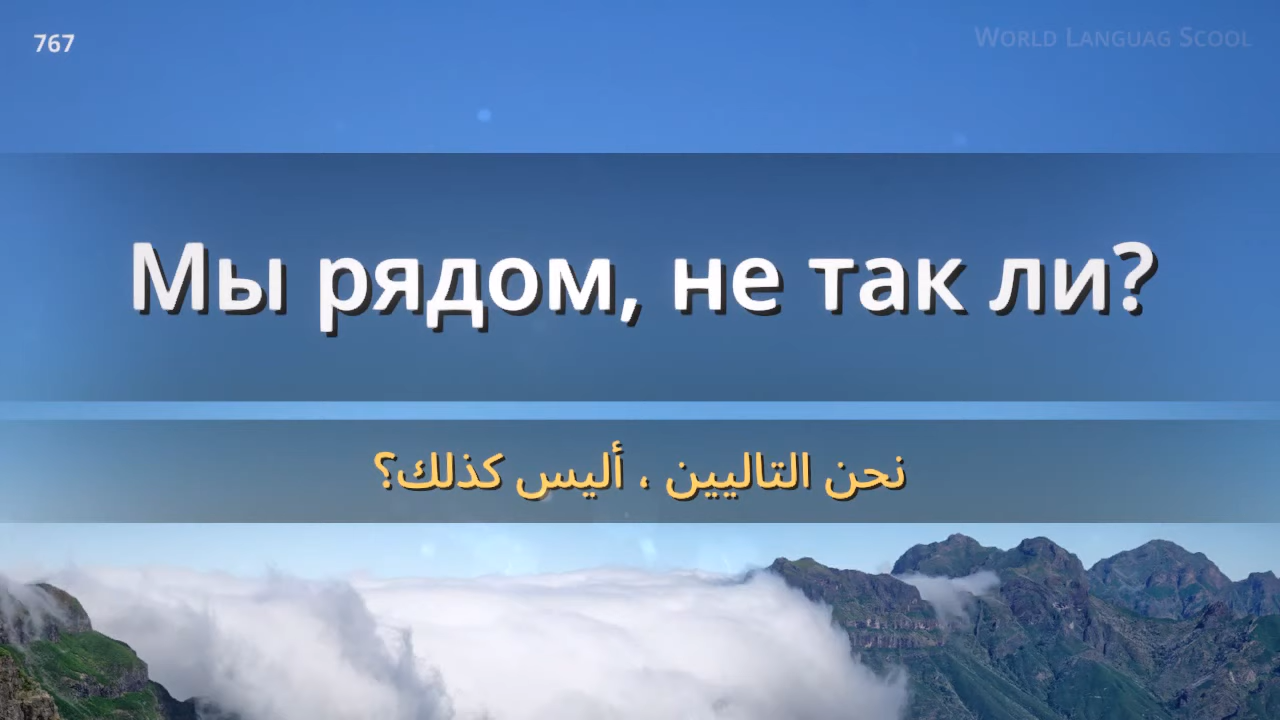 767
World Languag Scool
Мы рядом, не так ли?
نحن التاليين ، أليس كذلك؟